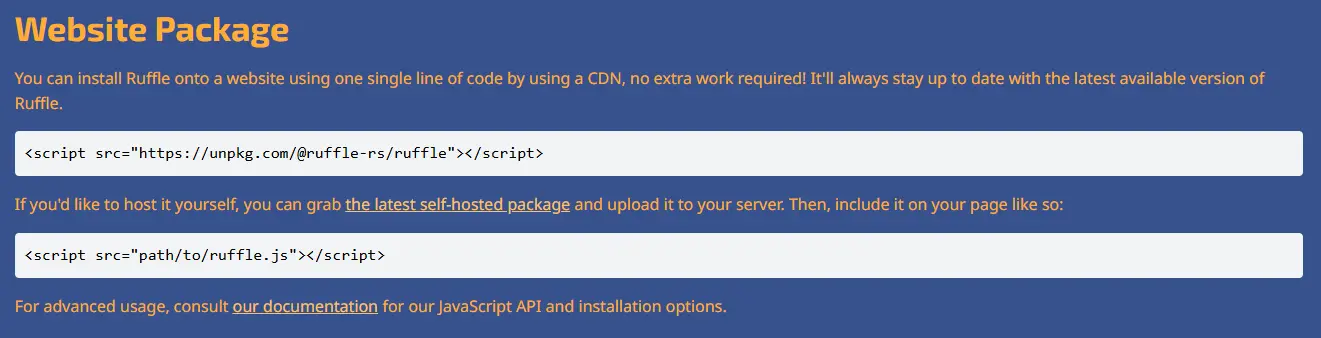 Website Package
You can install Ruffle onto a website using one single line of code by using a CDN, no extra work required! It'll always stay up to date with the latest available version of
Ruffle.
<script src="https://unpkg.com/@ruffle-rs/ruffle"></script>
If you'd like to host it yourself, you can grab the latest self-hosted package and upload it to your server. Then, include it on your page like so:
<script src="path/to/ruffle.js"></script>
For advanced usage, consult our documentation for our JavaScript API and installation options.